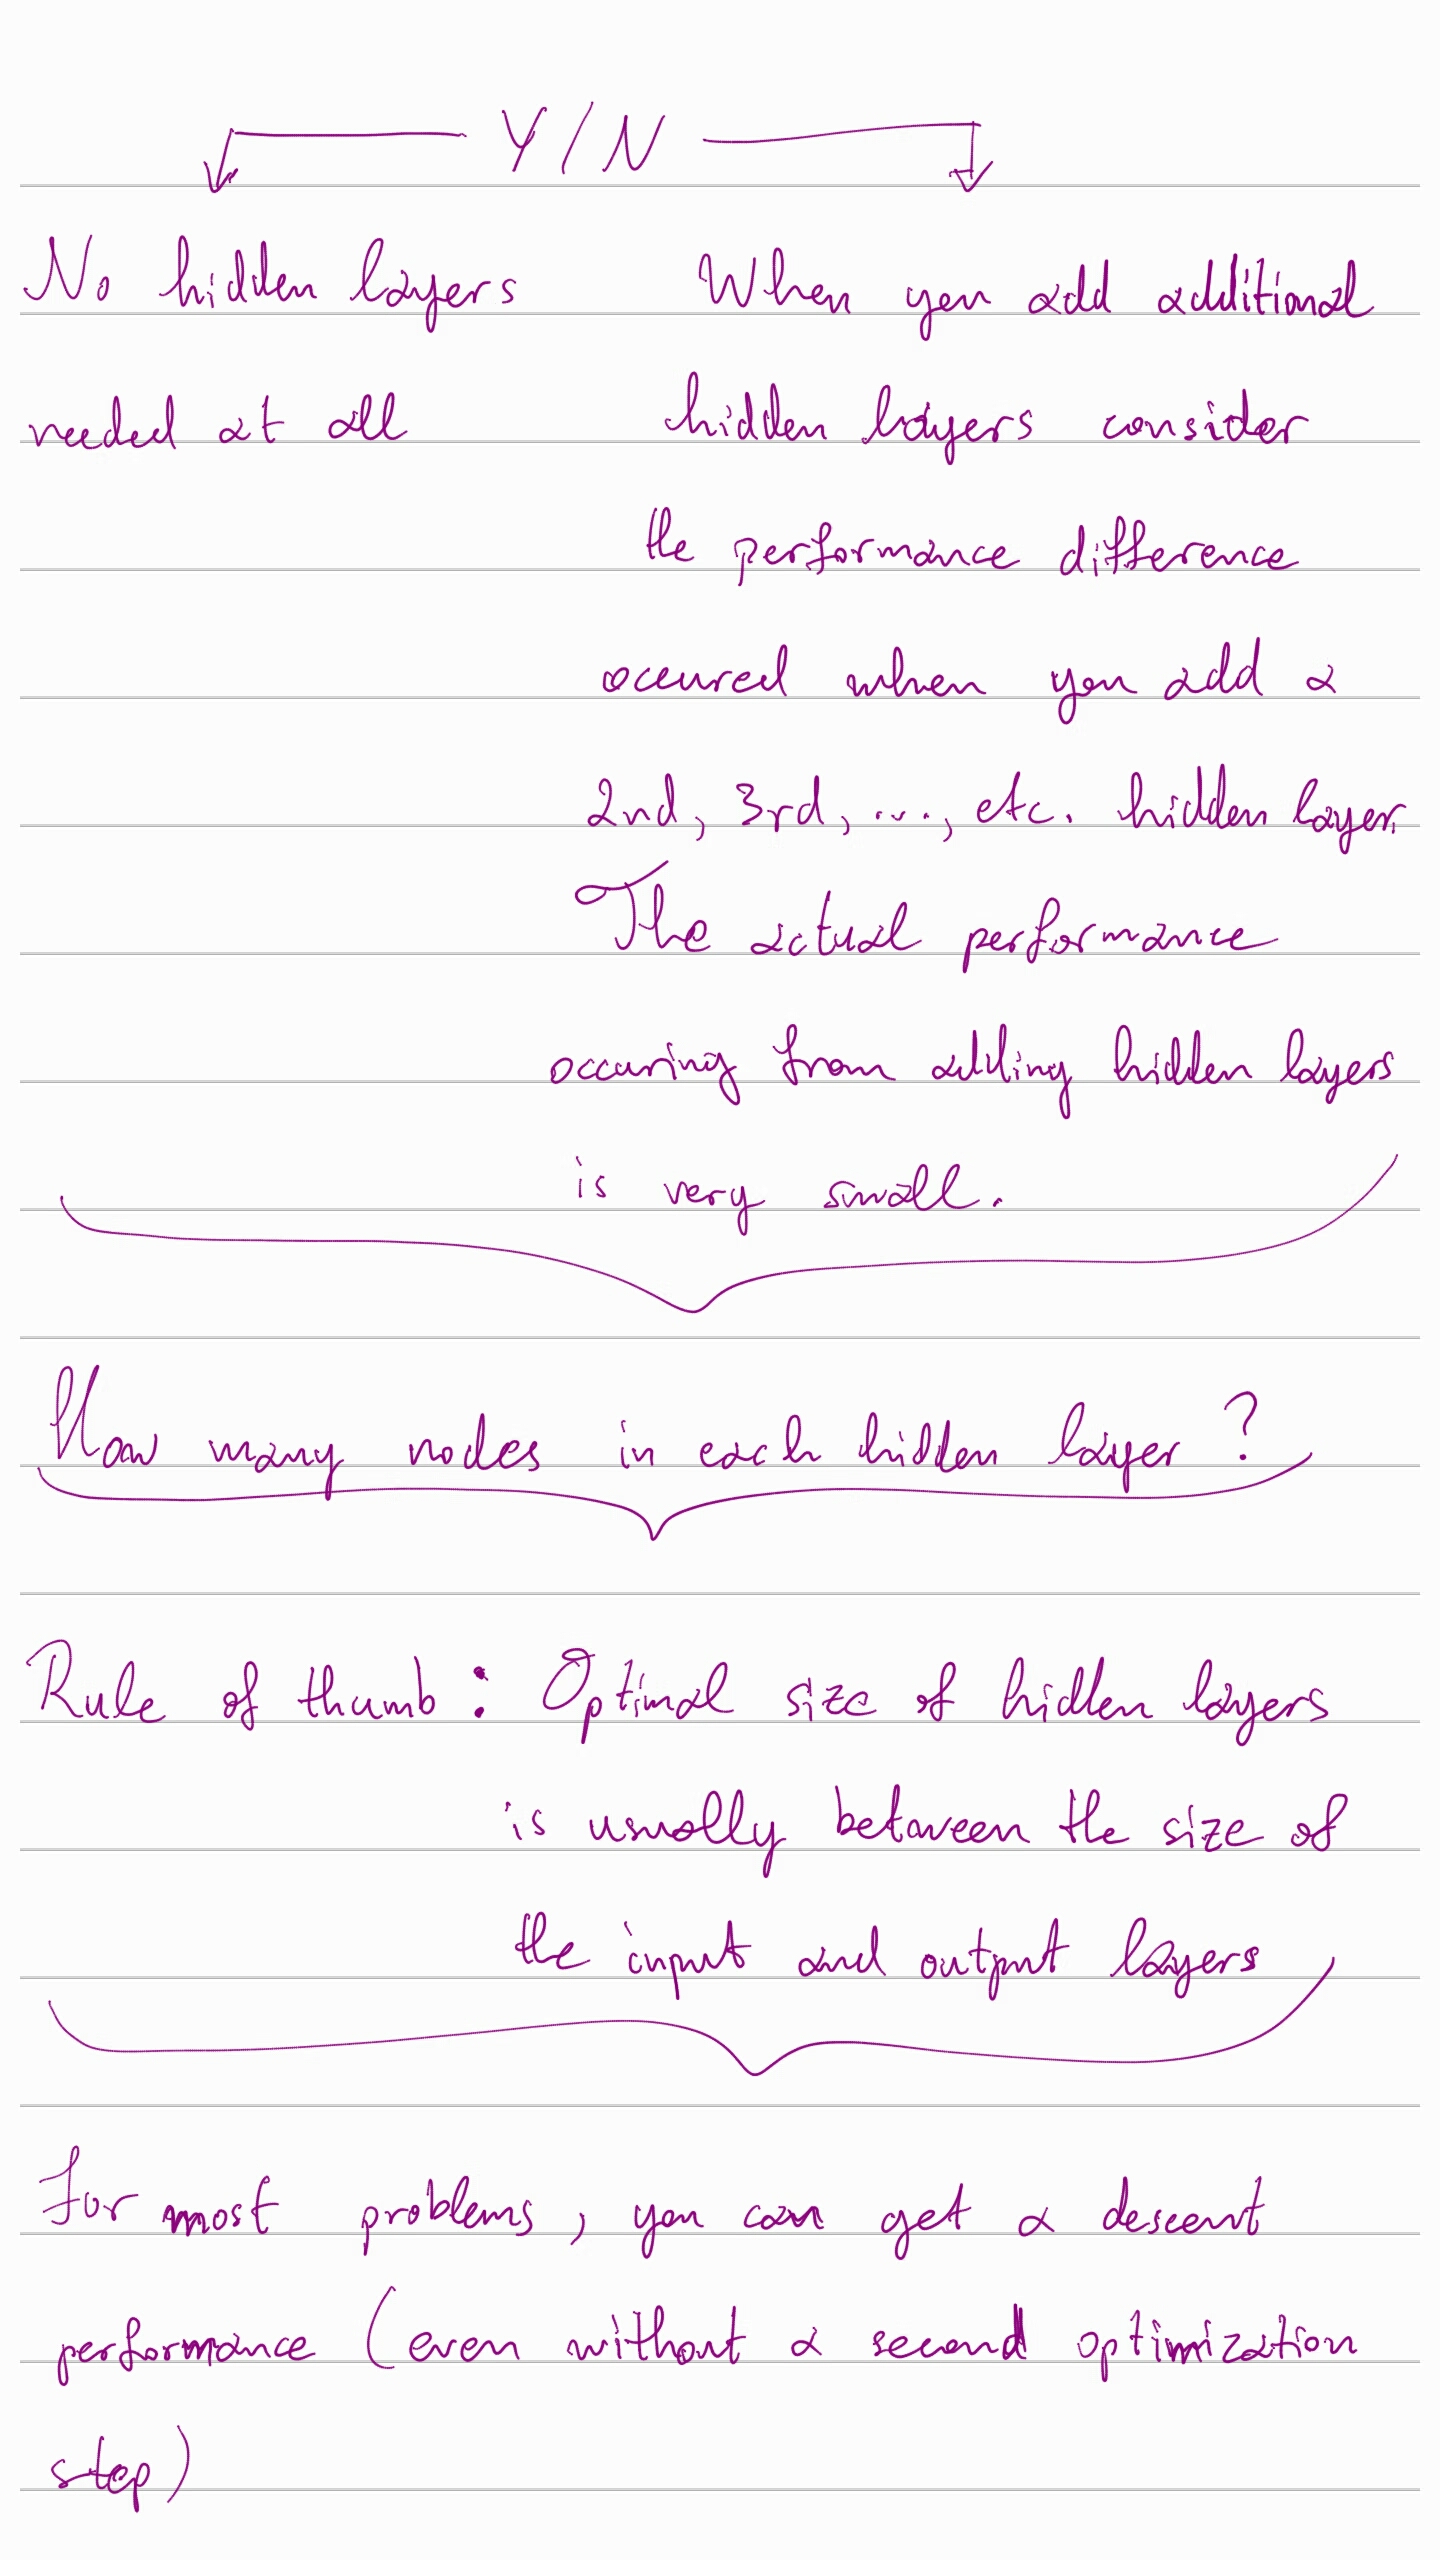 Y/N
No hidden layers When you add additional
needed at all hidden layers consider
the performance difference
occured when you add a
2nd, 3rd, ..., etc. hidden layer.
The actual performance
occuring from adding hidden layers
is very small.
How many nodes in each hidden layer?
Rule of thumb: Optimal size of hidden layers
is usually between the size of
the input and output layers
For most problems, you can get a descent
performance (even without a second optimization
step)